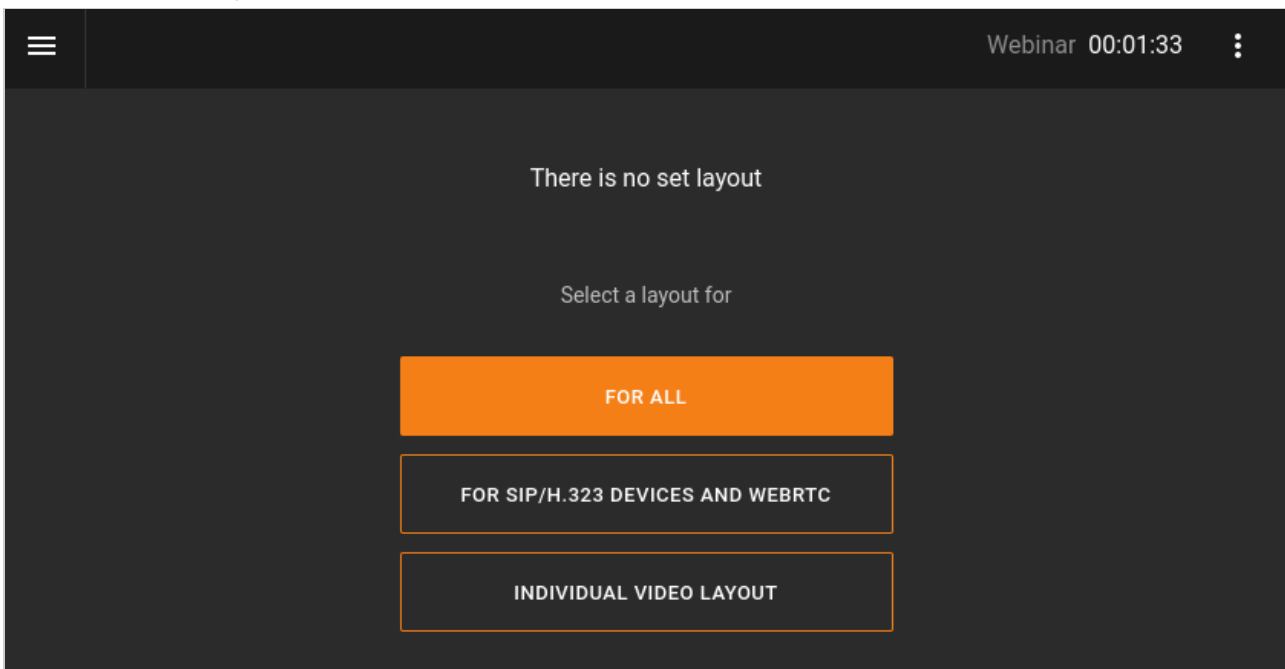 Webinar 00:01:33
There is no set layout
Select a layout for
FOR ALL
FOR SIP/H.323 DEVICES AND WEBRTC
INDIVIDUAL VIDEO LAYOUT